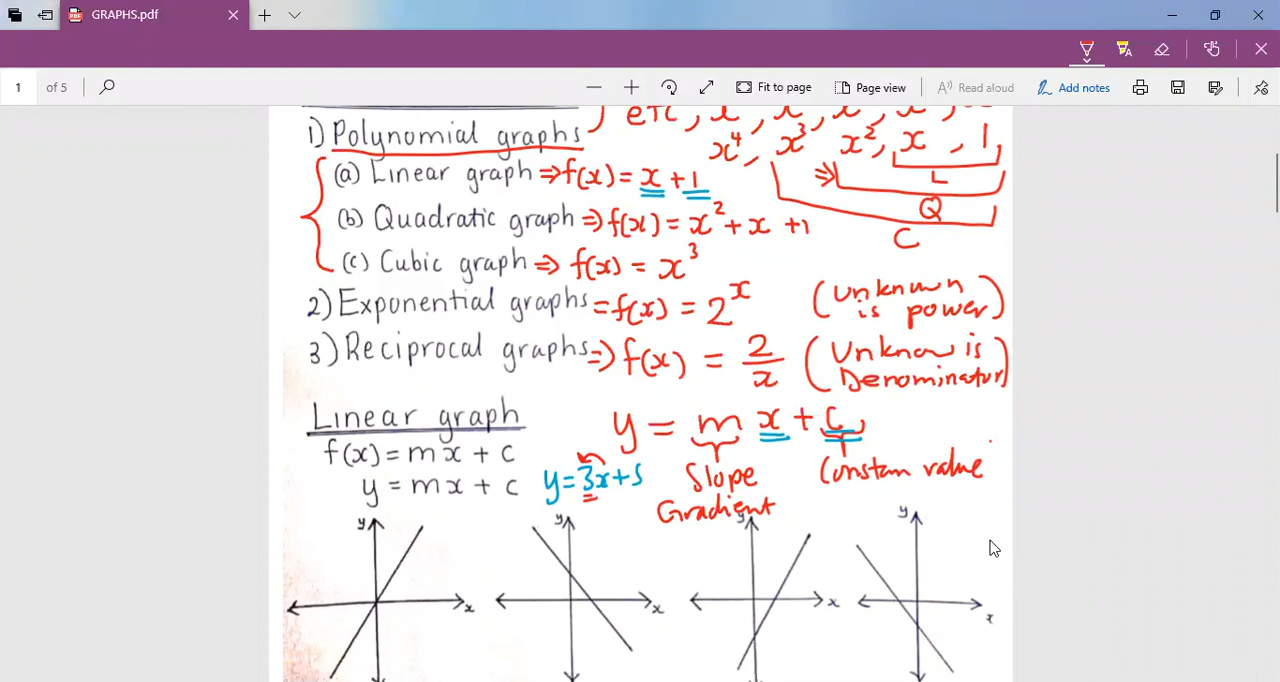 GRAPHS.pdf
1 of 5
Fit to page
Page view
Read aloud
Add notes
etc, x, x, x, x,
1) Polynomial graphs
x⁴, x³, x², x, 1,
(a) Linear graph ⇒ f(x) = x + 1
L
(b) Quadratic graph ⇒ f(x) = x² + x + 1
Q
(c) Cubic graph ⇒ f(x) = x³
C
2) Exponential graphs = f(x) = 2ˣ (unknown is power)
3) Reciprocal graphs ⇒ f(x) = 2/x (Unknow is Denominator)
Linear graph
y = mx + c
f(x) = mx + c
y = 3x + 5
Slope
Constan value
y = mx + c
Gradient
y y y y
x x x x